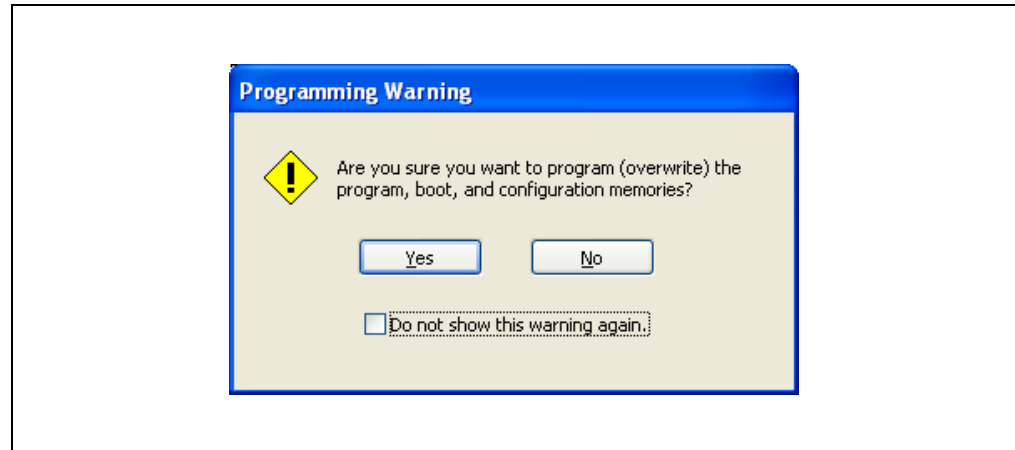 Programming Warning
Are you sure you want to program (overwrite) the
program, boot, and configuration memories?
Yes No
Do not show this warning again.